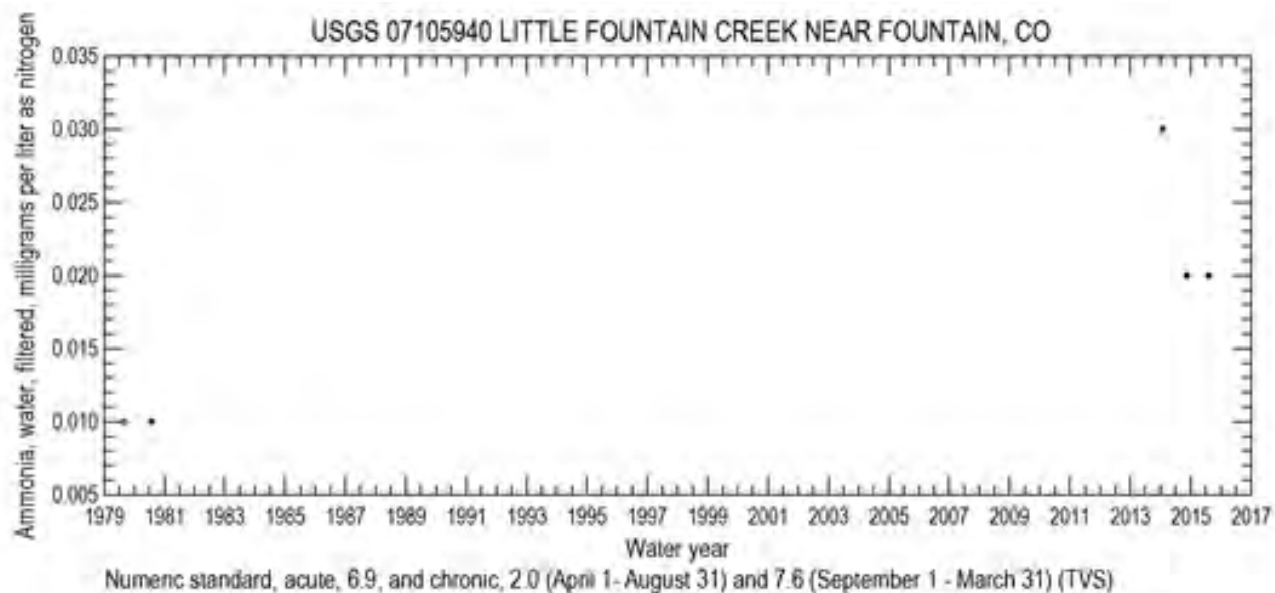 USGS 07105940 LITTLE FOUNTAIN CREEK NEAR FOUNTAIN, CO
Ammonia, water, filtered, milligrams per liter as nitrogen
0.035
0.030
0.025
0.020
0.015
0.010
0.005
1979 1981 1983 1985 1987 1989 1991 1993 1995 1997 1999 2001 2003 2005 2007 2009 2011 2013 2015 2017
Water year
Numeric standard, acute, 6.9, and chronic, 2.0 (April 1- August 31) and 7.6 (September 1 - March 31) (TVS)